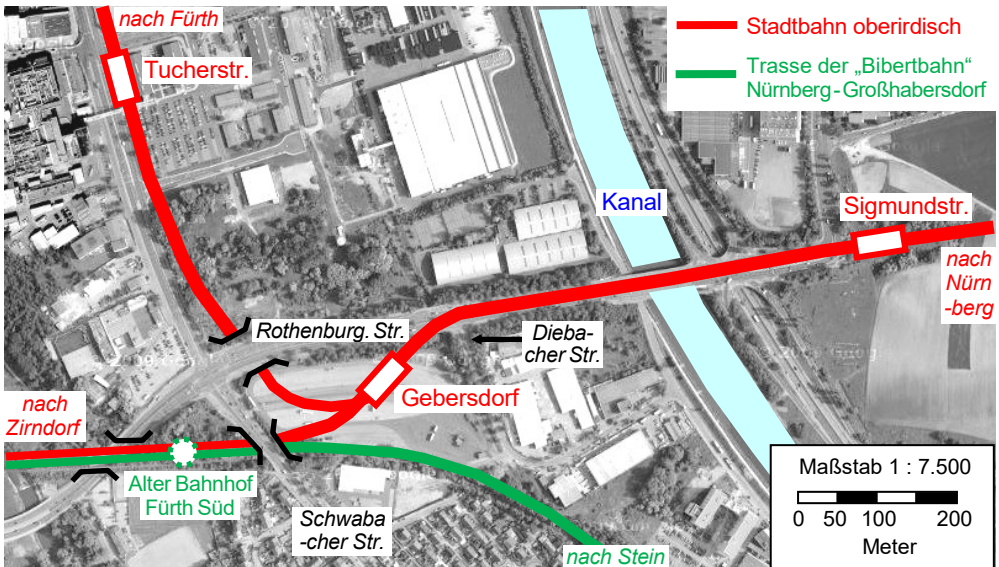 nach Fürth
Tucherstr.
Stadtbahn oberirdisch
Trasse der „Bibertbahn“
Nürnberg-Großhabersdorf
Kanal
Sigmundstr.
nach
Nürn
-berg
Rothenburg. Str.
Dieba-
cher Str.
Gebersdorf
nach
Zirndorf
Alter Bahnhof
Fürth Süd
Schwaba
-cher Str.
nach Stein
Maßstab 1 : 7.500
0 50 100 200
Meter